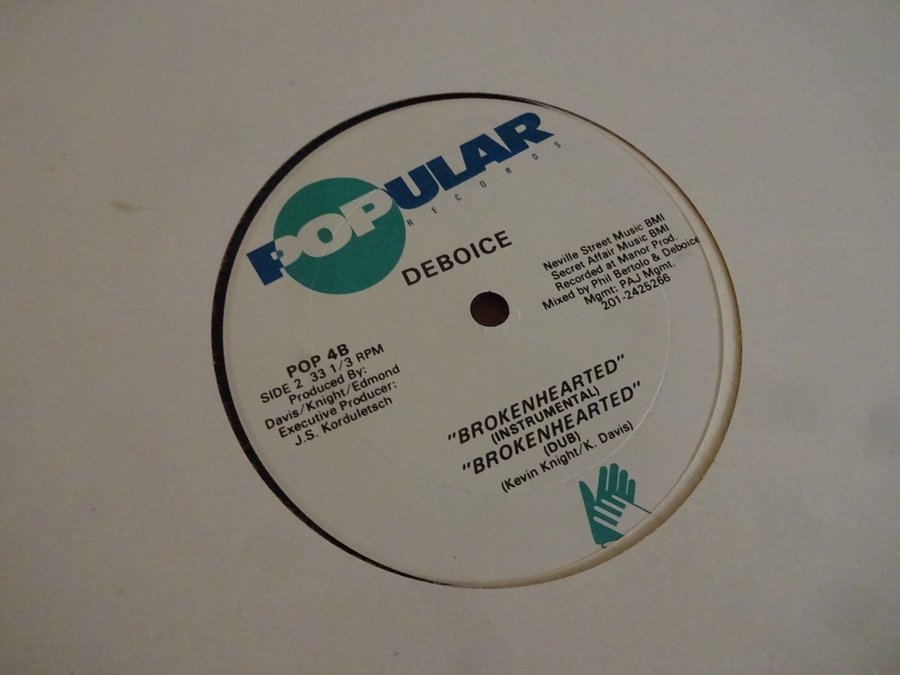 POPULAR
RECORDS
DEBOICE
Neville Street Music BMI
Secret Affair Music BMI
Recorded at Manor Prod.
Mixed by Phil Bertolo & Deboice
Mgmt: PAJ Mgmt.
201-2425266
POP 4B
SIDE 2 33 1/3 RPM
Produced By:
Davis/Knight/Edmond
Executive Producer:
J.S. Korduletsch
"BROKENHEARTED"
(INSTRUMENTAL)
"BROKENHEARTED"
(DUB)
(Kevin Knight/K. Davis)